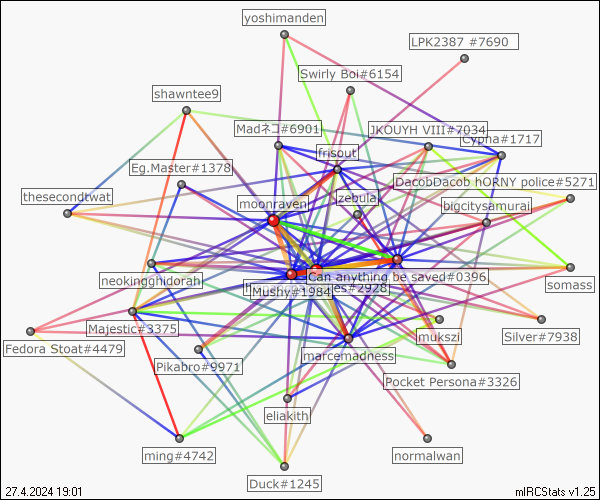 yoshimanden
LPK2387 #7690
Swirly Boi#6154
shawntee9
Madネコ#6901
JKOUYH VIII#7034
#1717
frisout
Eg.Master#1378
DacobDacob hORNY police#5271
thesecondtwat
moonraven
zebulai
bigcitysamurai
Can anything be saved#0396
neokingghidorah
#2928
Mushy#1984
somass
Majestic#3375
mukszi
Silver#7938
Fedora Stoat#4479
marcemadness
Pikabro#9971
Pocket Persona#3326
eliakith
ming#4742
normalwan
Duck#1245
27.4.2024 19:01
mIRCStats v1.25